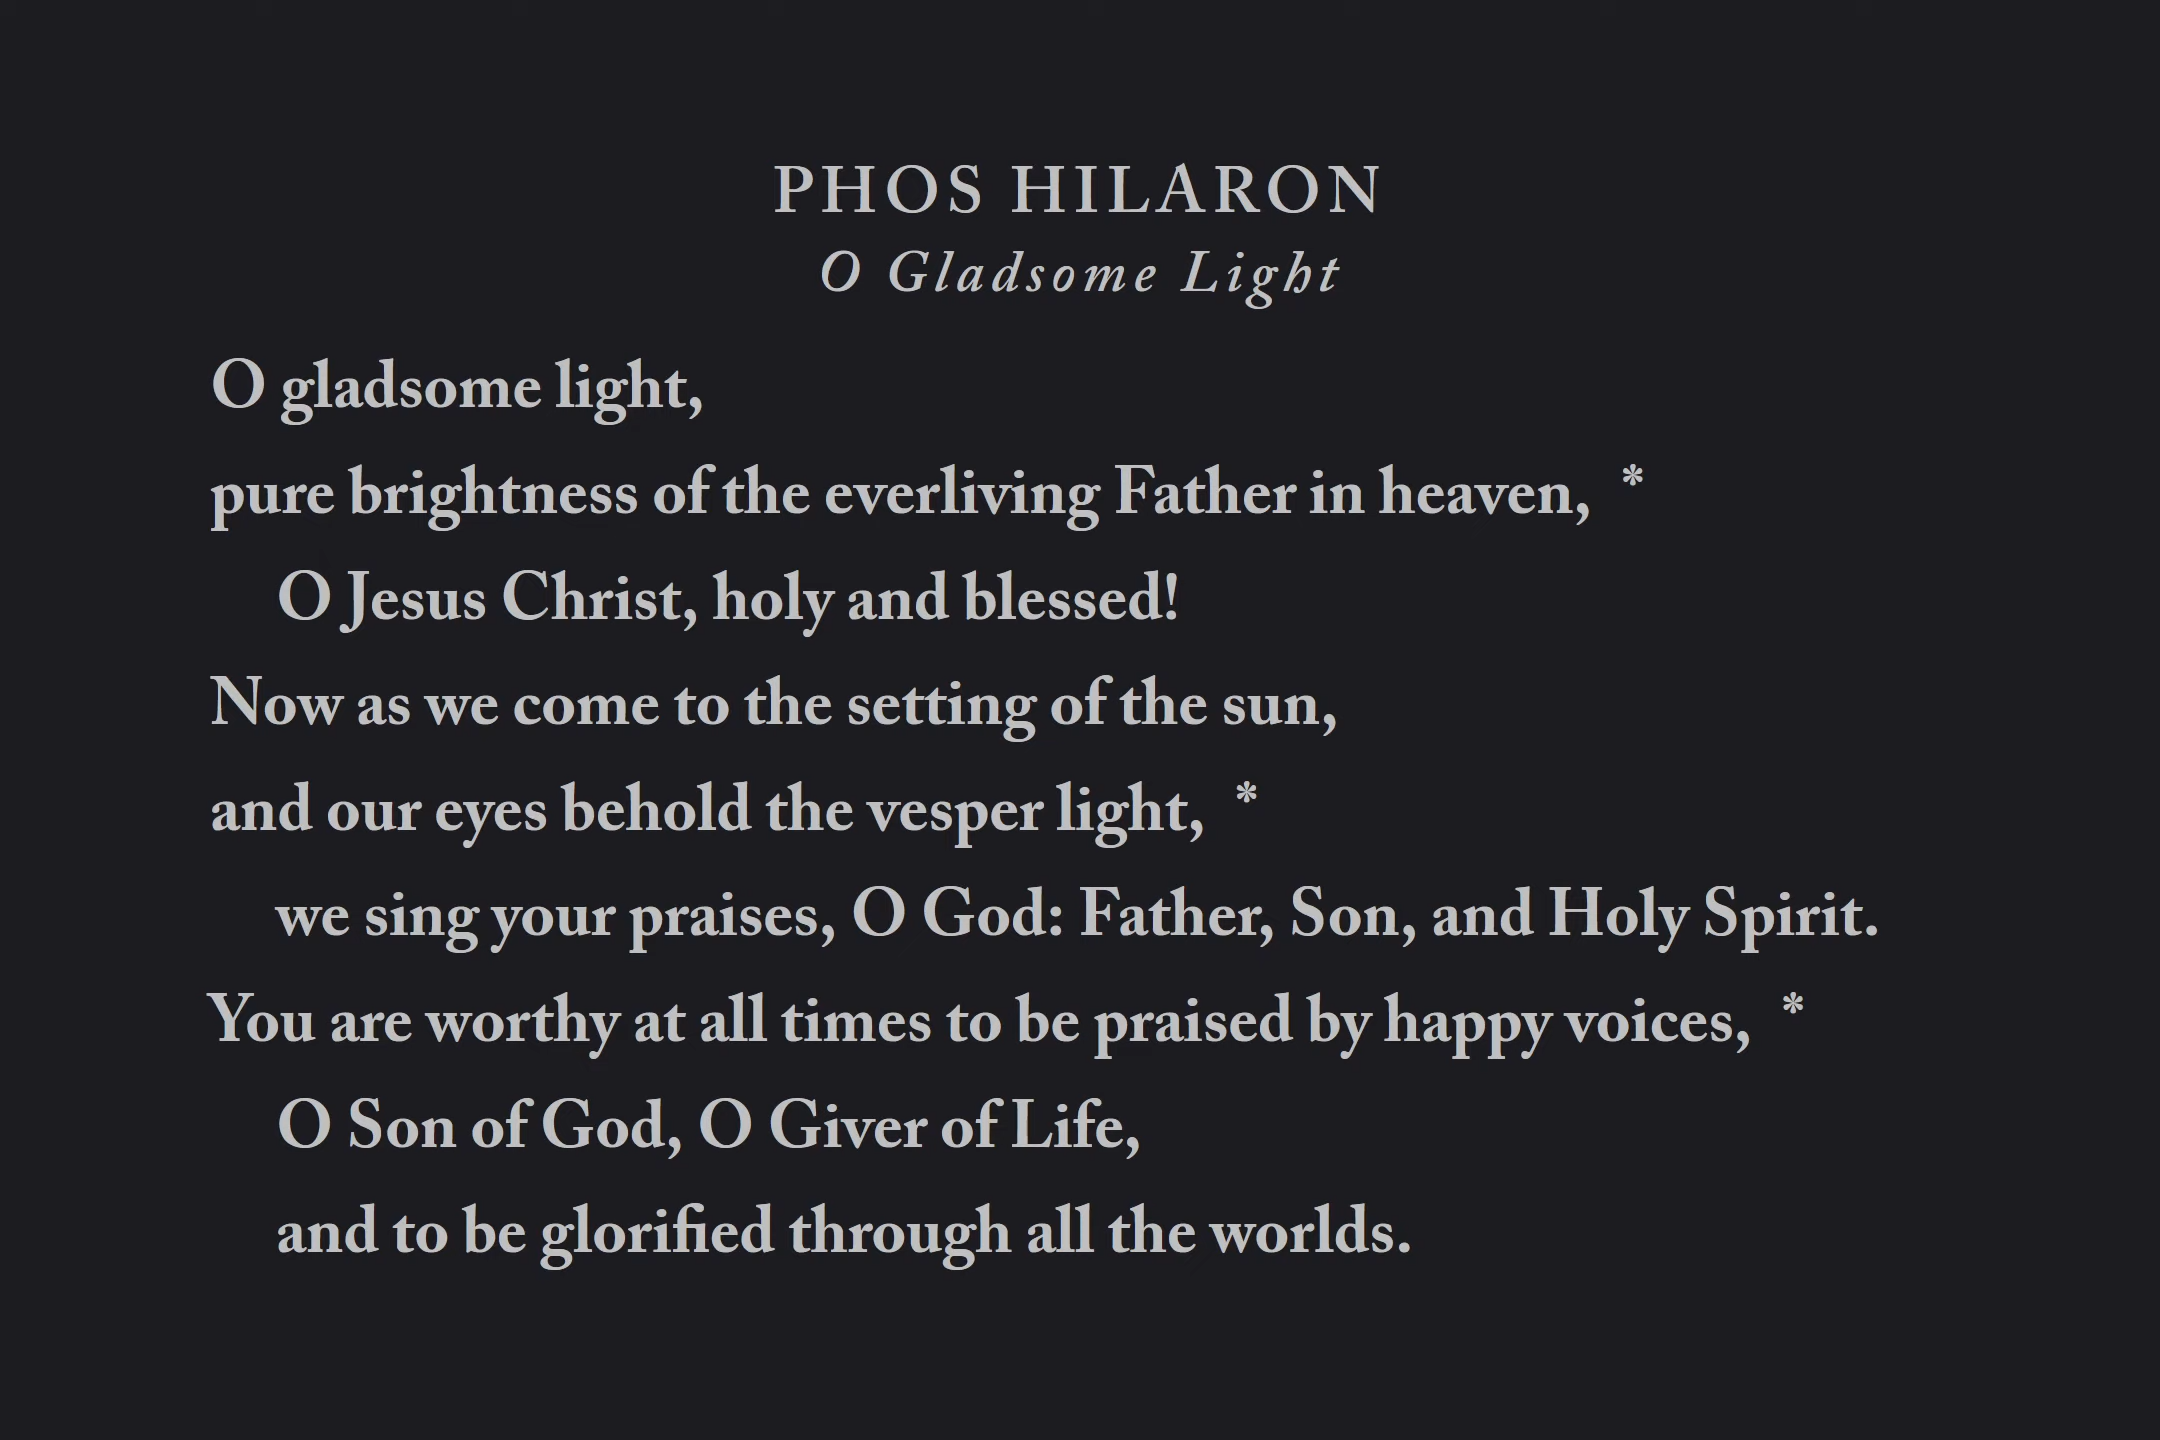 PHOS HILARON
O Gladsome Light
O gladsome light,
pure brightness of the everliving Father in heaven, *
O Jesus Christ, holy and blessed!
Now as we come to the setting of the sun,
and our eyes behold the vesper light, *
we sing your praises, O God: Father, Son, and Holy Spirit.
You are worthy at all times to be praised by happy voices, *
O Son of God, O Giver of Life,
and to be glorified through all the worlds.